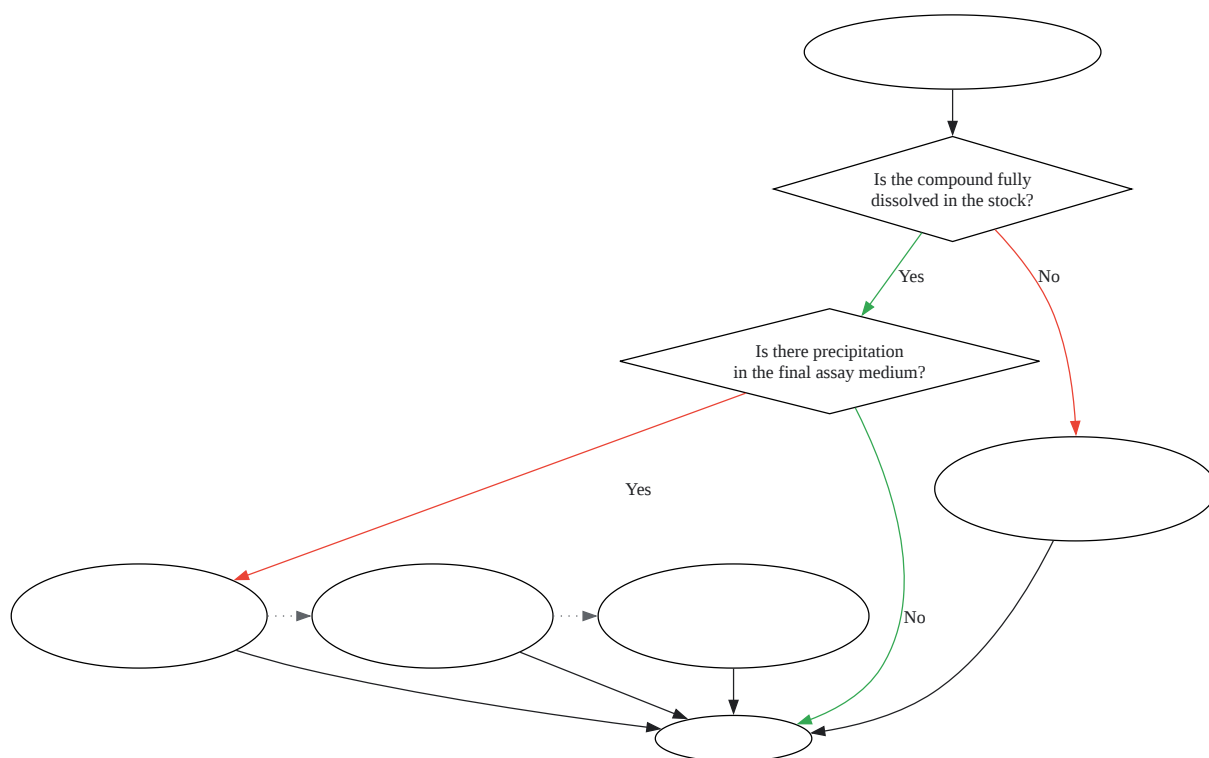 Is the compound fully
dissolved in the stock?
Yes
No
Is there precipitation
in the final assay medium?
Yes
No